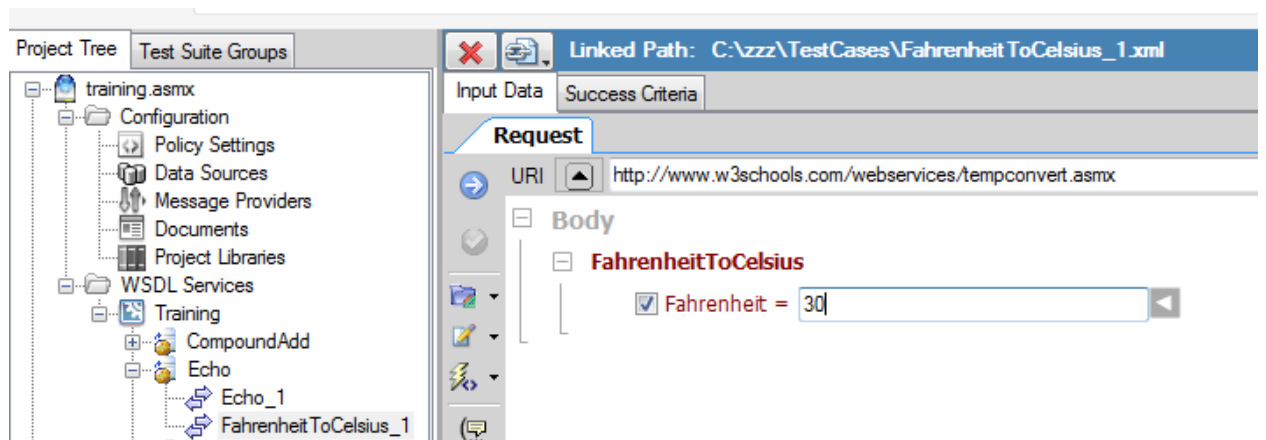 Project Tree Test Suite Groups
training.asmx
Configuration
Policy Settings
Data Sources
Message Providers
Documents
Project Libraries
WSDL Services
Training
CompoundAdd
Echo
Echo_1
FahrenheitToCelsius_1
Linked Path: C:\zzz\TestCases\FahrenheitToCelsius_1.xml
Input Data Success Criteria
Request
URI http://www.w3schools.com/webservices/tempconvert.asmx
Body
FahrenheitToCelsius
Fahrenheit = 30